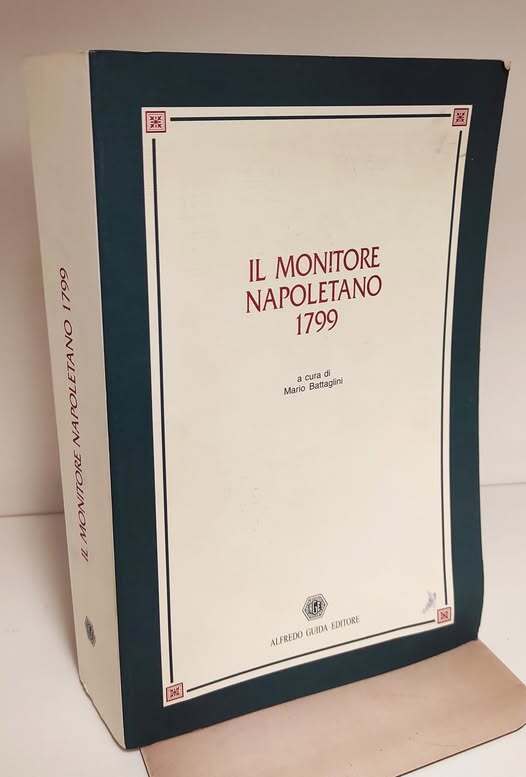 IL MONITORE
NAPOLETANO
1799
a cura di
Mario Battaglini
ALFREDO GUIDA EDITORE
IL MONITORE NAPOLETANO 1799